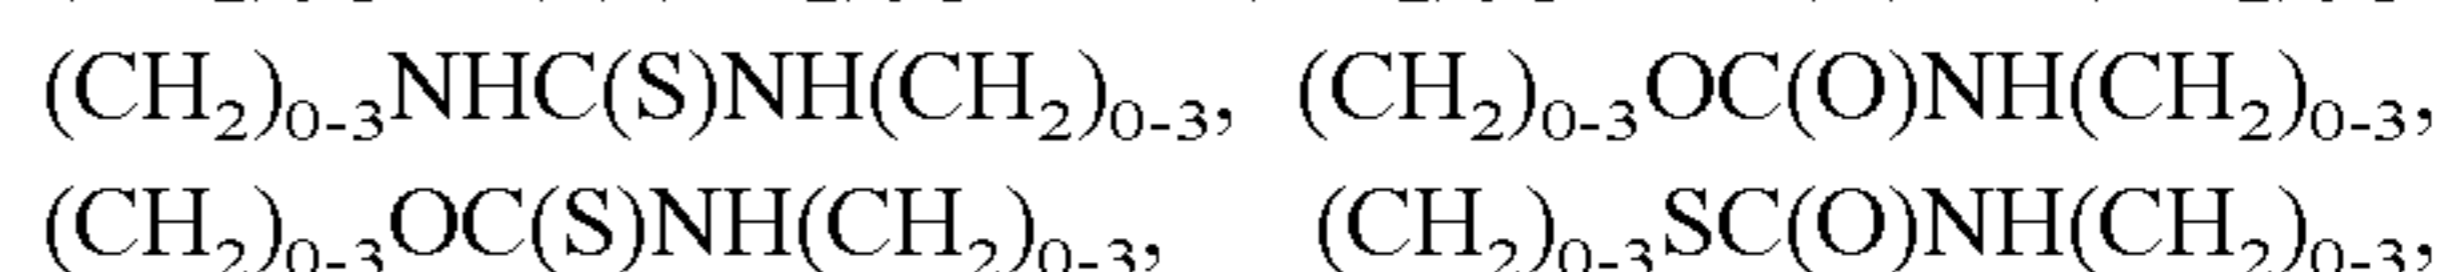 (CH₂)₀₋₃NHC(S)NH(CH₂)₀₋₃, (CH₂)₀₋₃OC(O)NH(CH₂)₀₋₃,
(CH₂)₀₋₃OC(S)NH(CH₂)₀₋₃, (CH₂)₀₋₃SC(O)NH(CH₂)₀₋₃,